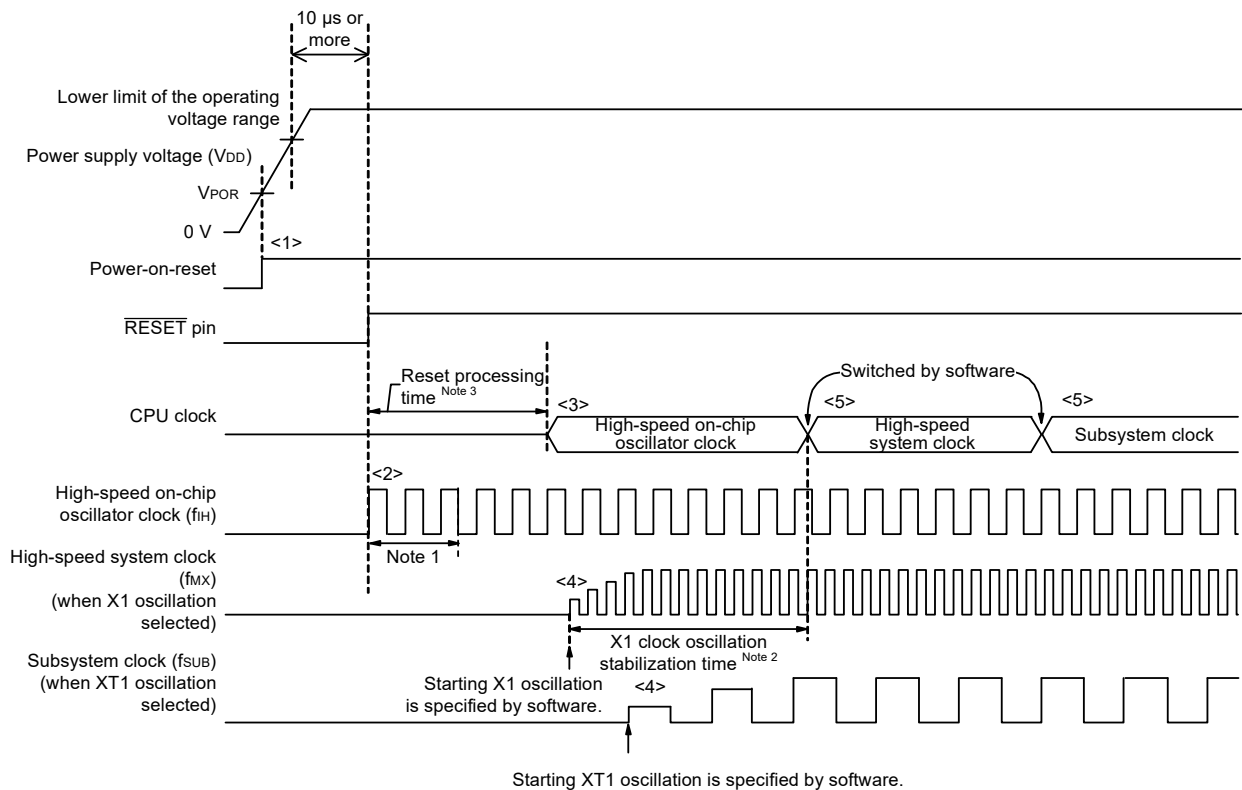 10 µs or
more
Lower limit of the operating
voltage range
Power supply voltage (VDD)
VPOR
0 V
<1>
Power-on-reset
RESET pin
Reset processing
time Note 3
Switched by software
CPU clock
<3>
<5>
<5>
High-speed on-chip
oscillator clock
High-speed
system clock
Subsystem clock
<2>
High-speed on-chip
oscillator clock (fIH)
Note 1
High-speed system clock
(fMX)
(when X1 oscillation
selected)
<4>
X1 clock oscillation
stabilization time Note 2
Subsystem clock (fSUB)
(when XT1 oscillation
selected)
Starting X1 oscillation
is specified by software.
<4>
Starting XT1 oscillation is specified by software.